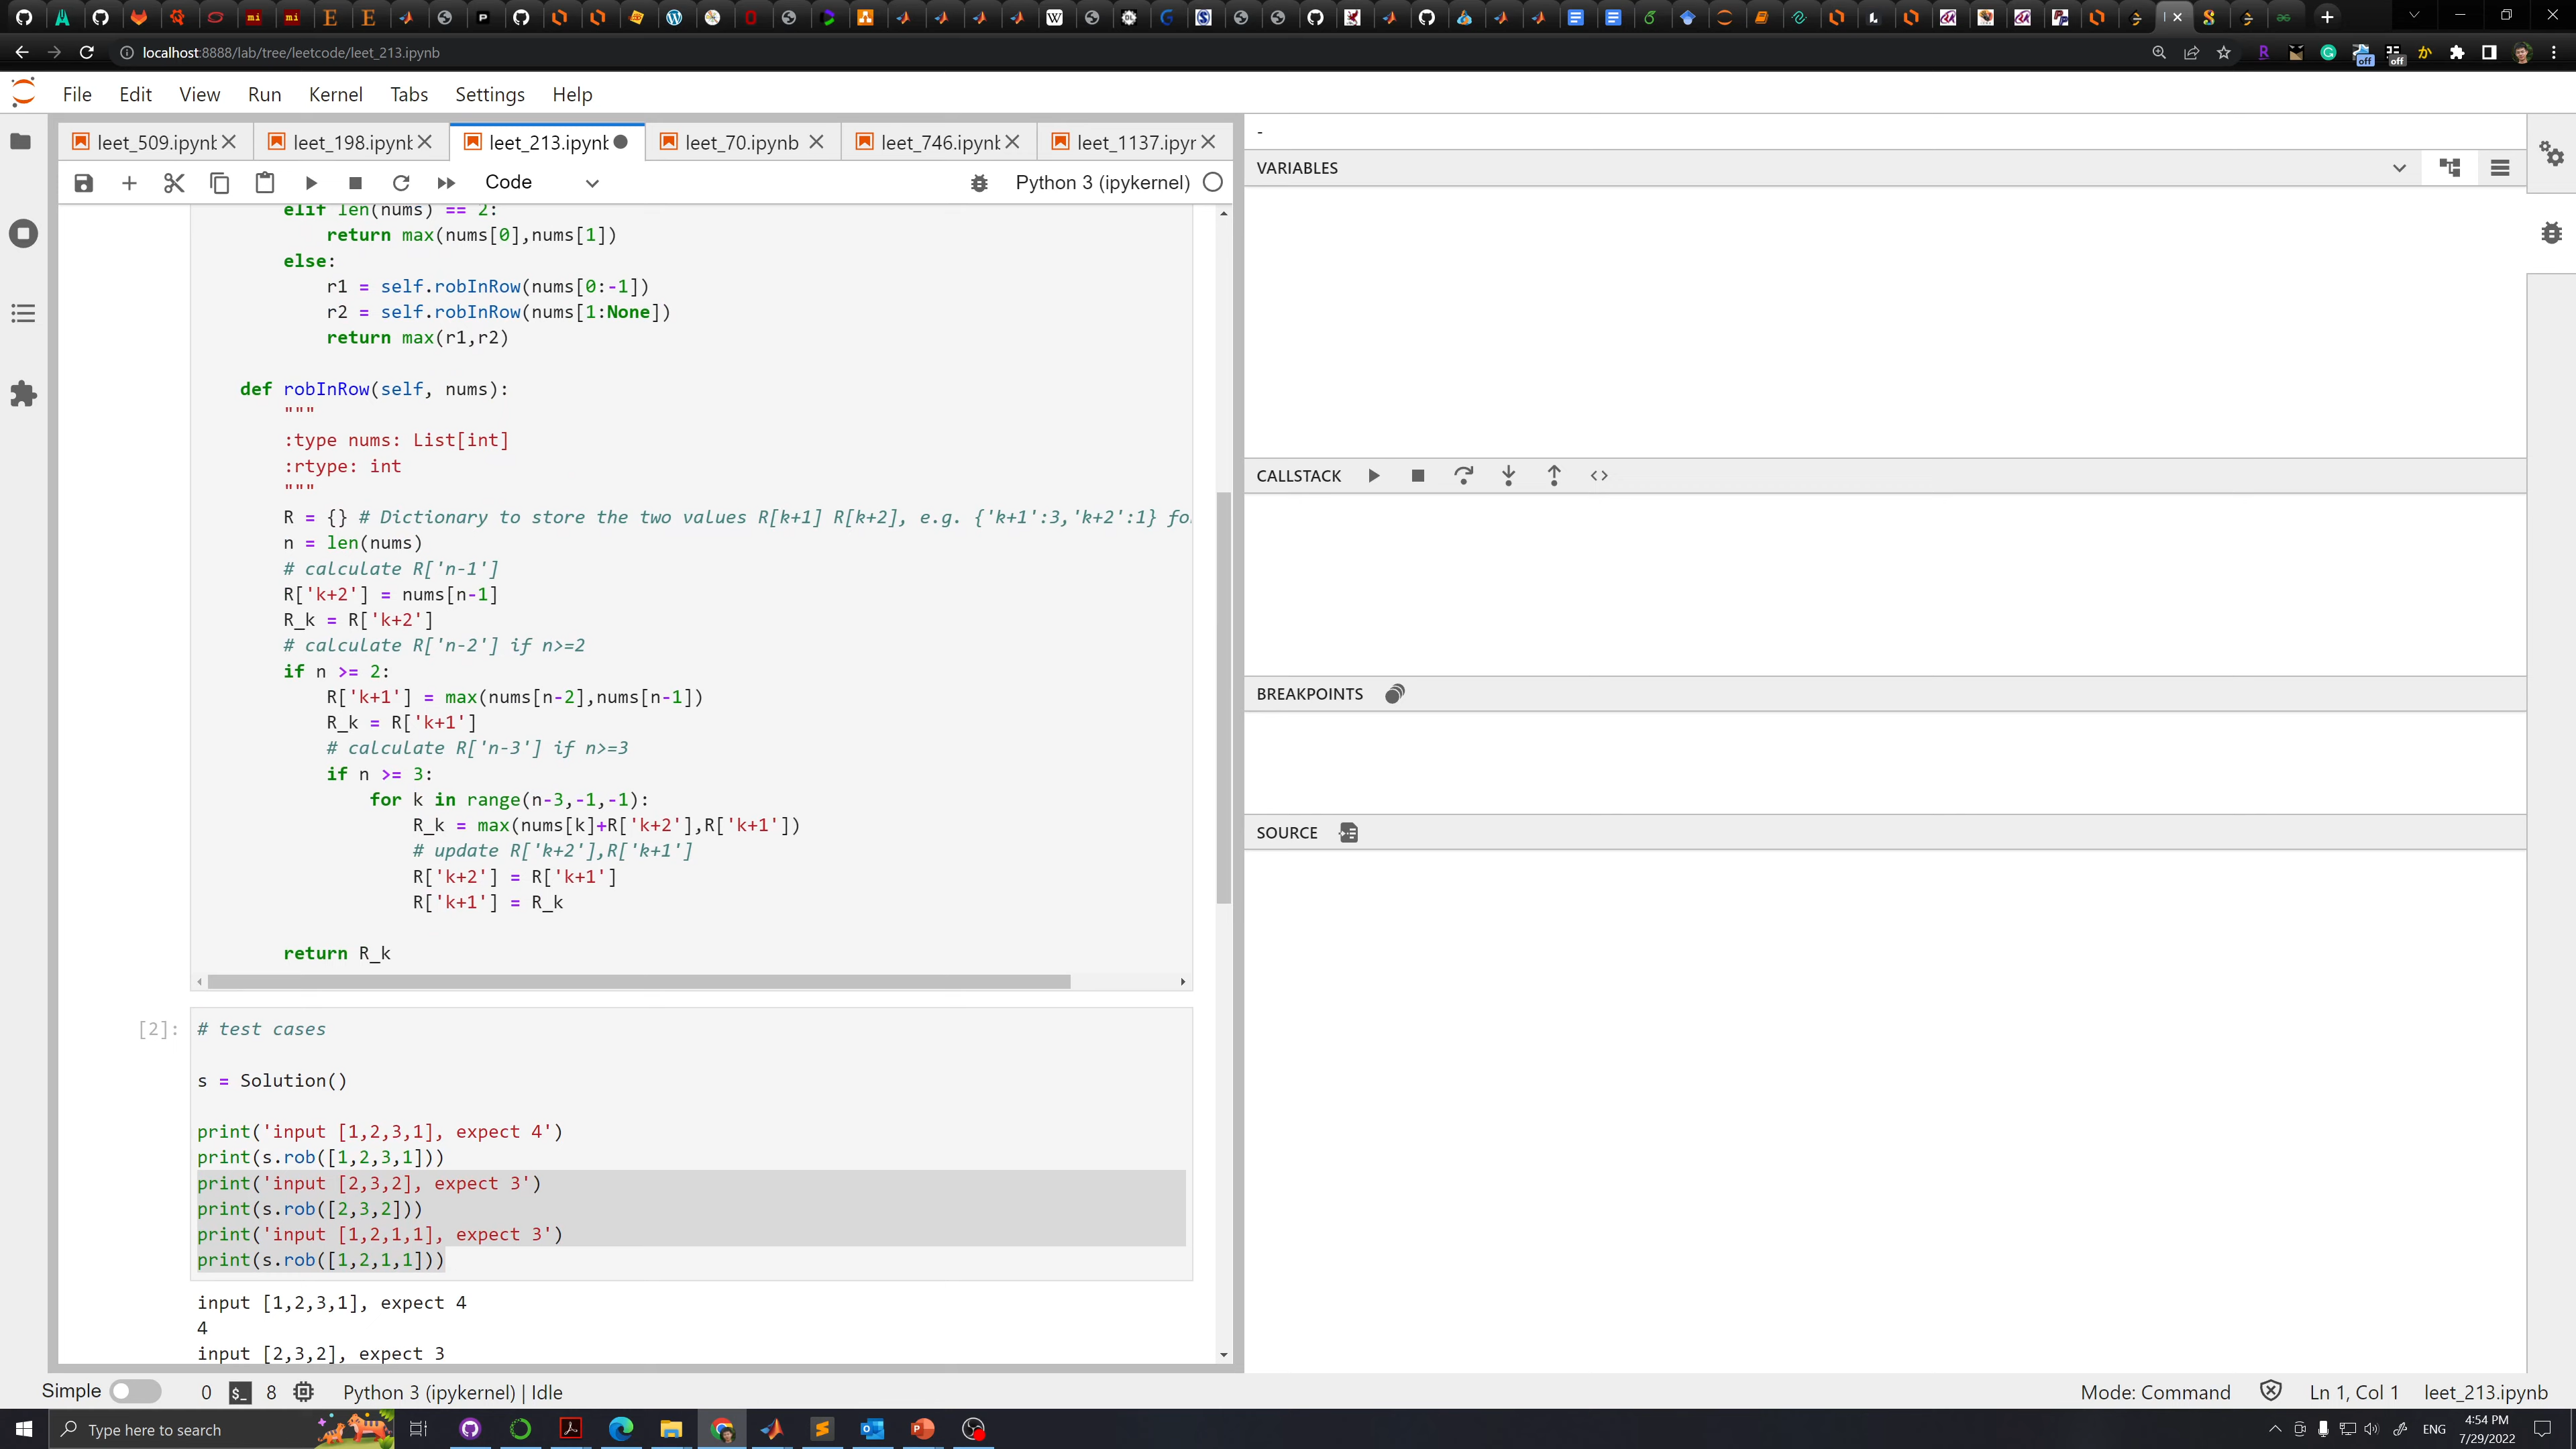 localhost:8888/lab/tree/leetcode/leet_213.ipynb
File Edit View Run Kernel Tabs Settings Help
leet_509.ipynb leet_198.ipynb leet_213.ipynb leet_70.ipynb leet_746.ipynb leet_1137.ipyn
Code Python 3 (ipykernel)
elif len(nums) == 2:
return max(nums[0],nums[1])
else:
r1 = self.robInRow(nums[0:-1])
r2 = self.robInRow(nums[1:None])
return max(r1,r2)
def robInRow(self, nums):
"""
:type nums: List[int]
:rtype: int
"""
R = {} # Dictionary to store the two values R[k+1] R[k+2], e.g. {'k+1':3,'k+2':1} fo
n = len(nums)
# calculate R['n-1']
R['k+2'] = nums[n-1]
R_k = R['k+2']
# calculate R['n-2'] if n>=2
if n >= 2:
R['k+1'] = max(nums[n-2],nums[n-1])
R_k = R['k+1']
# calculate R['n-3'] if n>=3
if n >= 3:
for k in range(n-3,-1,-1):
R_k = max(nums[k]+R['k+2'],R['k+1'])
# update R['k+2'],R['k+1']
R['k+2'] = R['k+1']
R['k+1'] = R_k
return R_k
[2]: # test cases
s = Solution()
print('input [1,2,3,1], expect 4')
print(s.rob([1,2,3,1]))
print('input [2,3,2], expect 3')
print(s.rob([2,3,2]))
print('input [1,2,1,1], expect 3')
print(s.rob([1,2,1,1]))
input [1,2,3,1], expect 4
4
input [2,3,2], expect 3
-
VARIABLES
CALLSTACK
BREAKPOINTS
SOURCE
Simple 0 $_ 8 Python 3 (ipykernel) | Idle Mode: Command Ln 1, Col 1 leet_213.ipynb
Type here to search
ENG
4:54 PM
7/29/2022